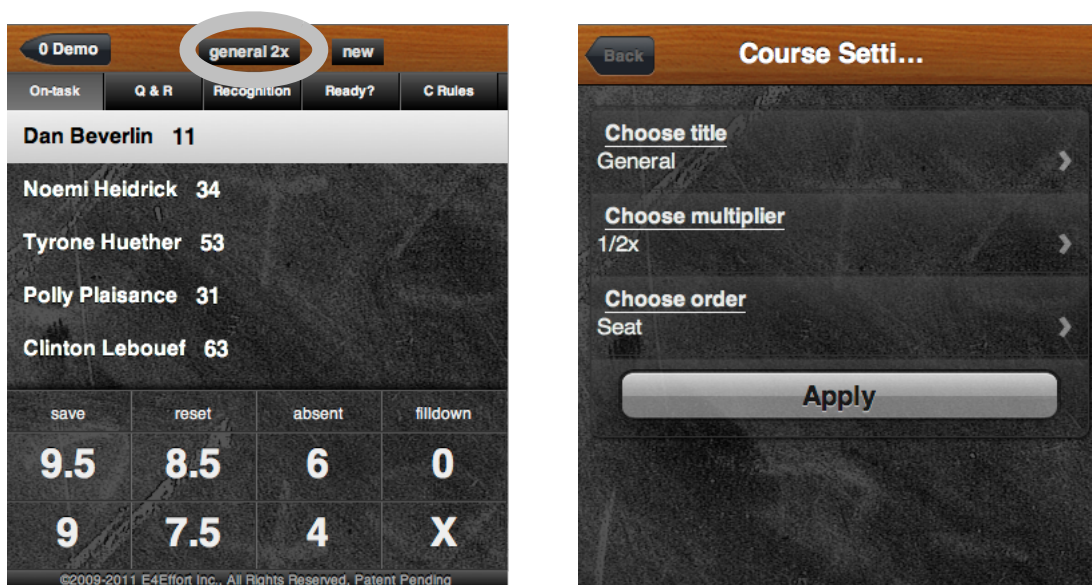 0 Demo general 2x new
On-task Q & R Recognition Ready? C Rules
Dan Beverlin 11
Noemi Heidrick 34
Tyrone Huether 53
Polly Plaisance 31
Clinton Lebouef 63
save reset absent filldown
9.5 8.5 6 0
9 7.5 4 X
©2009-2011 E4Effort Inc., All Rights Reserved, Patent Pending
Back Course Setti...
Choose title
General
Choose multiplier
1/2x
Choose order
Seat
Apply